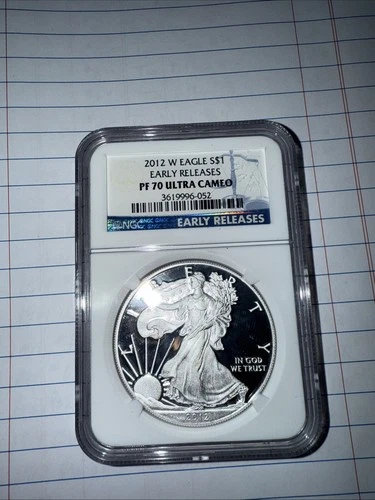 2012 W EAGLE S$1
EARLY RELEASES
PF 70 ULTRA CAMEO
3619996-052
NGC
EARLY RELEASES
LIBERTY
IN GOD
WE TRUST
2012